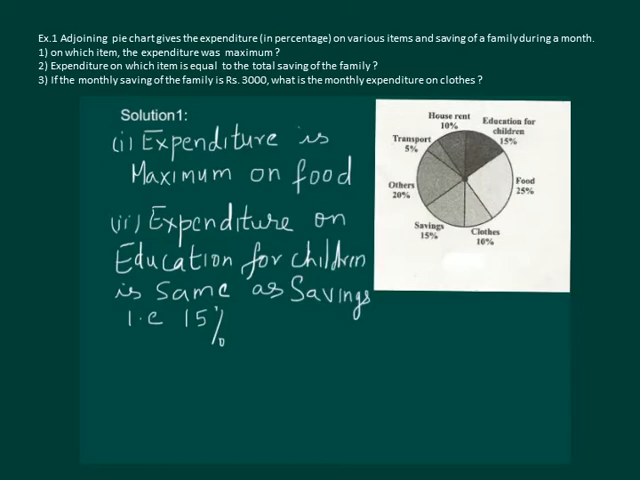 Ex.1 Adjoining pie chart gives the expenditure (in percentage) on various items and saving of a family during a month.
1) on which item, the expenditure was maximum ?
2) Expenditure on which item is equal to the total saving of the family ?
3) If the monthly saving of the family is Rs. 3000, what is the monthly expenditure on clothes ?
Solution1:
(i) Expenditure is
Maximum on food
(ii) Expenditure on
Education for children
is same as Savings
i.e 15%
House rent
10%
Education for
children
15%
Transport
5%
Food
25%
Others
20%
Savings
15%
Clothes
10%